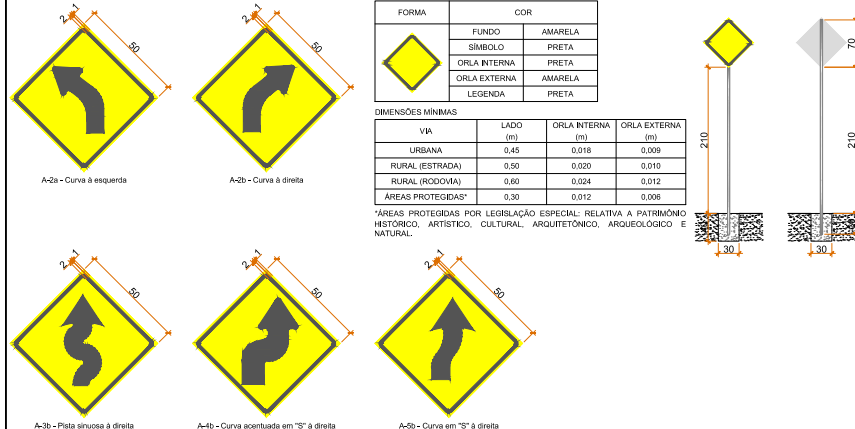 2 1
50
A-2a - Curva à esquerda
2 1
50
A-2b - Curva à direita
FORMA COR
FUNDO AMARELA
SÍMBOLO PRETA
ORLA INTERNA PRETA
ORLA EXTERNA AMARELA
LEGENDA PRETA
DIMENSÕES MÍNIMAS
VIA LADO (m) ORLA INTERNA (m) ORLA EXTERNA (m)
URBANA 0,45 0,018 0,009
RURAL (ESTRADA) 0,50 0,020 0,010
RURAL (RODOVIA) 0,60 0,024 0,012
ÁREAS PROTEGIDAS* 0,30 0,012 0,006
*ÁREAS PROTEGIDAS POR LEGISLAÇÃO ESPECIAL: RELATIVA A PATRIMÔNIO
HISTÓRICO, ARTÍSTICO, CULTURAL, ARQUITETÔNICO, ARQUEOLÓGICO E
NATURAL.
210
30
70
210
30
2 1
50
A-3b - Pista sinuosa à direita
2 1
50
A-4b - Curva acentuada em "S" à direita
2 1
50
A-5b - Curva em "S" à direita